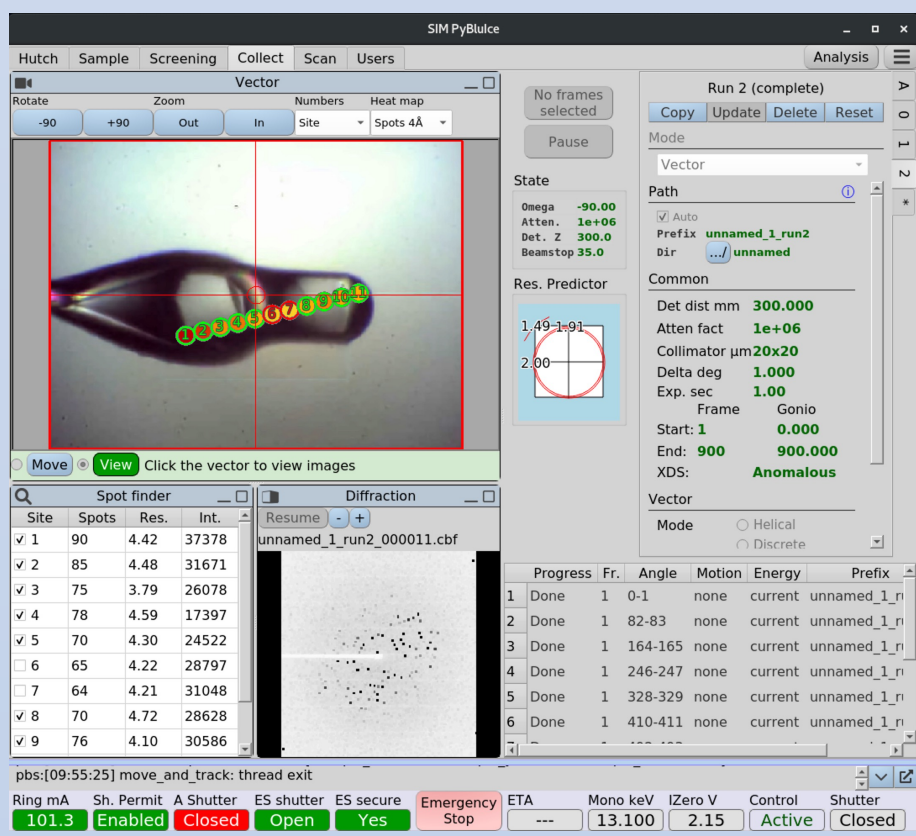 SIM PyBluIce
Hutch Sample Screening Collect Scan Users Analysis
Vector
Rotate Zoom Numbers Heat map
-90 +90 Out In Site Spots 4Å
1 2 3 4 5 6 7 8 9 10 11
Move View Click the vector to view images
Spot finder
Site Spots Res. Int.
1 90 4.42 37378
2 85 4.48 31671
3 75 3.79 26078
4 78 4.59 17397
5 70 4.30 24522
6 65 4.22 28797
7 64 4.21 31048
8 70 4.72 28628
9 76 4.10 30586
Diffraction
Resume - +
unnamed_1_run2_000011.cbf
No frames
selected
Pause
State
Omega -90.00
Atten. 1e+06
Det. Z 300.0
Beamstop 35.0
Res. Predictor
1.49 1.91
2.00
Run 2 (complete)
Copy Update Delete Reset
Mode
Vector
Path
Auto
Prefix unnamed_1_run2
Dir .../ unnamed
Common
Det dist mm 300.000
Atten fact 1e+06
Collimator µm 20x20
Delta deg 1.000
Exp. sec 1.00
Frame Gonio
Start: 1 0.000
End: 900 900.000
XDS: Anomalous
Vector
Mode Helical
Discrete
A
0
1
2
*
Progress Fr. Angle Motion Energy Prefix
1 Done 1 0-1 none current unnamed_1_r
2 Done 1 82-83 none current unnamed_1_r
3 Done 1 164-165 none current unnamed_1_r
4 Done 1 246-247 none current unnamed_1_r
5 Done 1 328-329 none current unnamed_1_r
6 Done 1 410-411 none current unnamed_1_r
pbs:[09:55:25] move_and_track: thread exit
Ring mA Sh. Permit A Shutter ES shutter ES secure Emergency Stop ETA Mono keV IZero V Control Shutter
101.3 Enabled Closed Open Yes --- 13.100 2.15 Active Closed